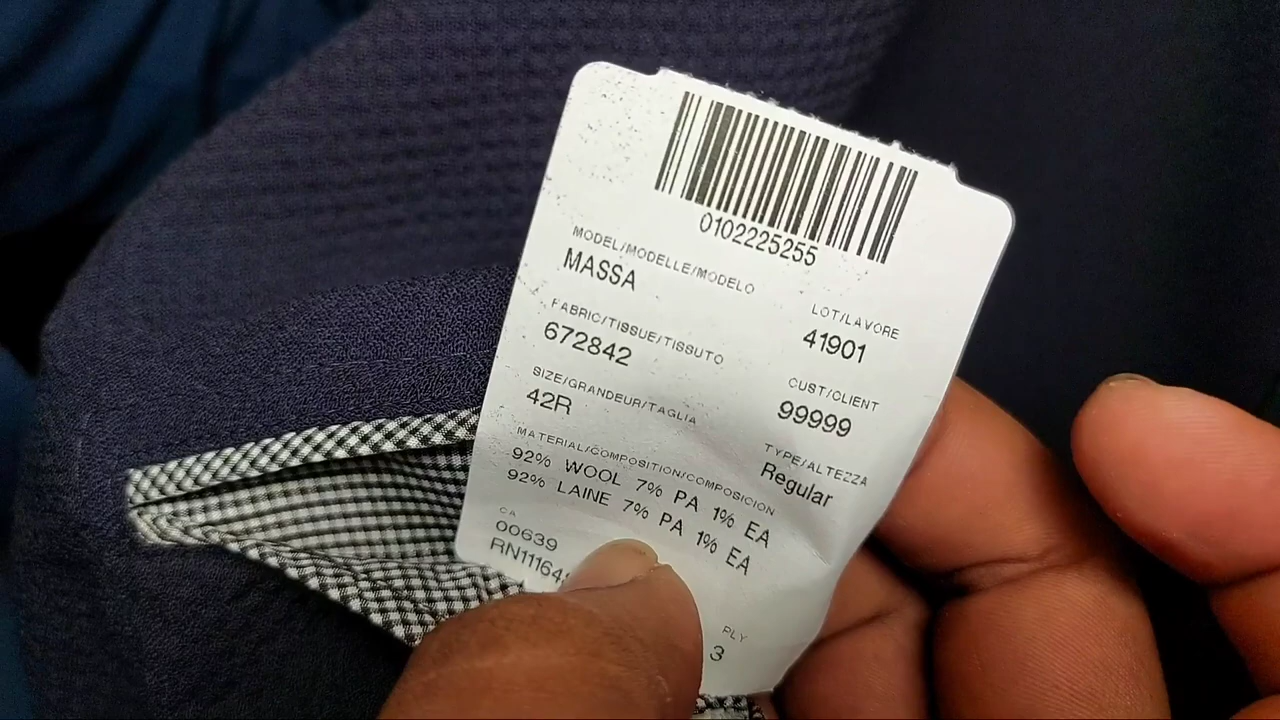 0102225255
MODEL/MODELLE/MODELO
MASSA
LOT/LAVORE
41901
FABRIC/TISSUE/TISSUTO
672842
CUST/CLIENT
99999
SIZE/GRANDEUR/TAGLIA
42R
TYPE/ALTEZZA
Regular
MATERIAL/COMPOSITION/COMPOSICION
92% WOOL 7% PA 1% EA
92% LAINE 7% PA 1% EA
CA
00639
PLY
3